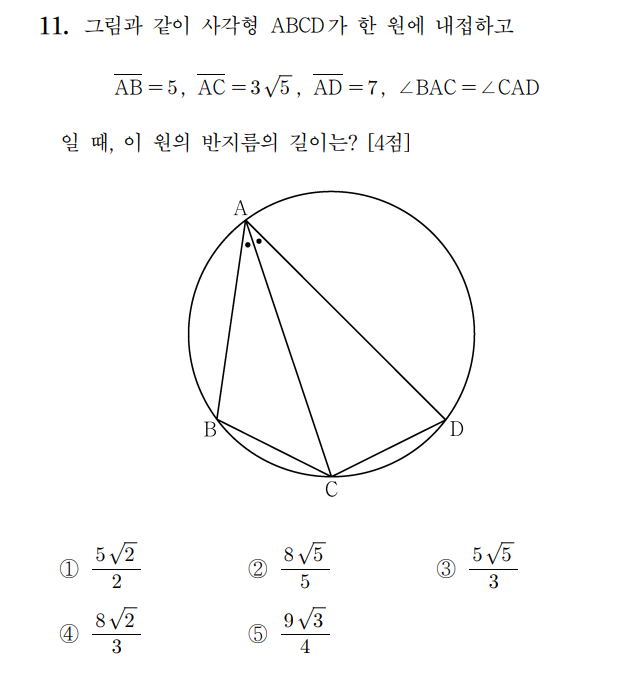 11. 그림과 같이 사각형 ABCD가 한 원에 내접하고
$\overline{AB}=5$, $\overline{AC}=3\sqrt{5}$, $\overline{AD}=7$, ∠BAC=∠CAD
일 때, 이 원의 반지름의 길이는? [4점]
A
B
D
C
① $\frac{5\sqrt{2}}{2}$ ② $\frac{8\sqrt{5}}{5}$ ③ $\frac{5\sqrt{5}}{3}$
④ $\frac{8\sqrt{2}}{3}$ ⑤ $\frac{9\sqrt{3}}{4}$